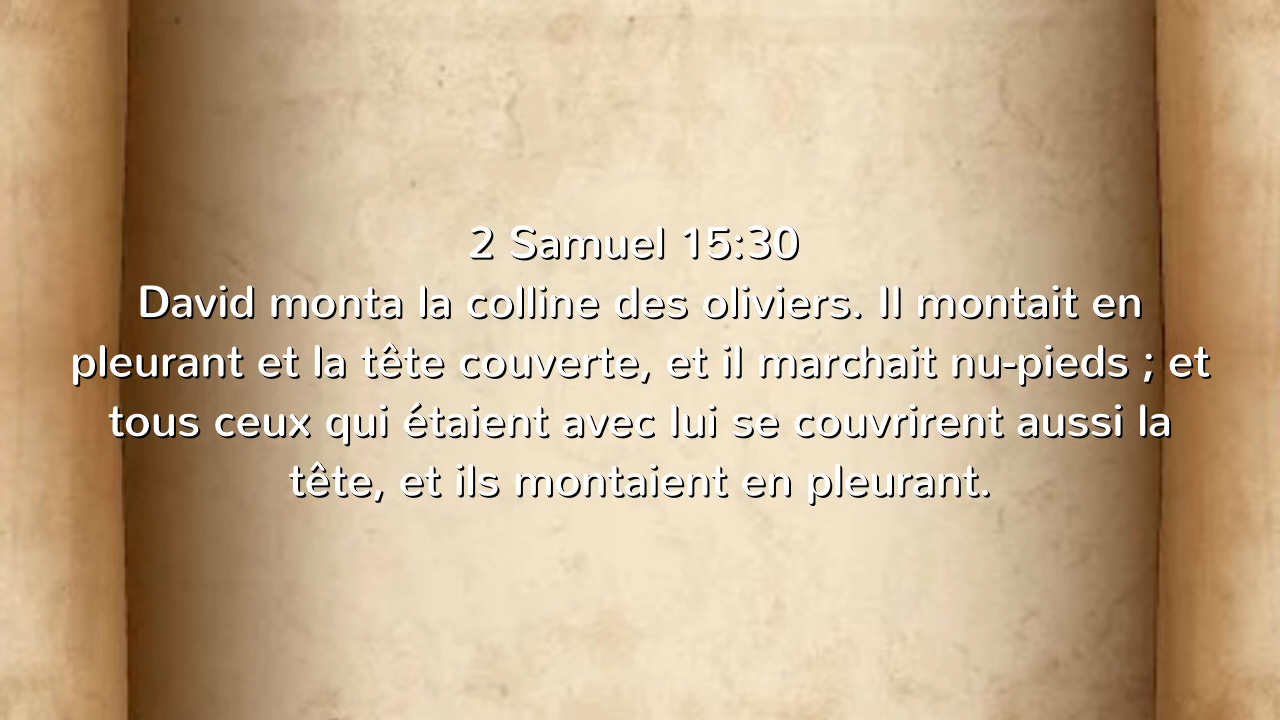 2 Samuel 15:30
David monta la colline des oliviers. Il montait en
pleurant et la tête couverte, et il marchait nu-pieds ; et
tous ceux qui étaient avec lui se couvrirent aussi la
tête, et ils montaient en pleurant.